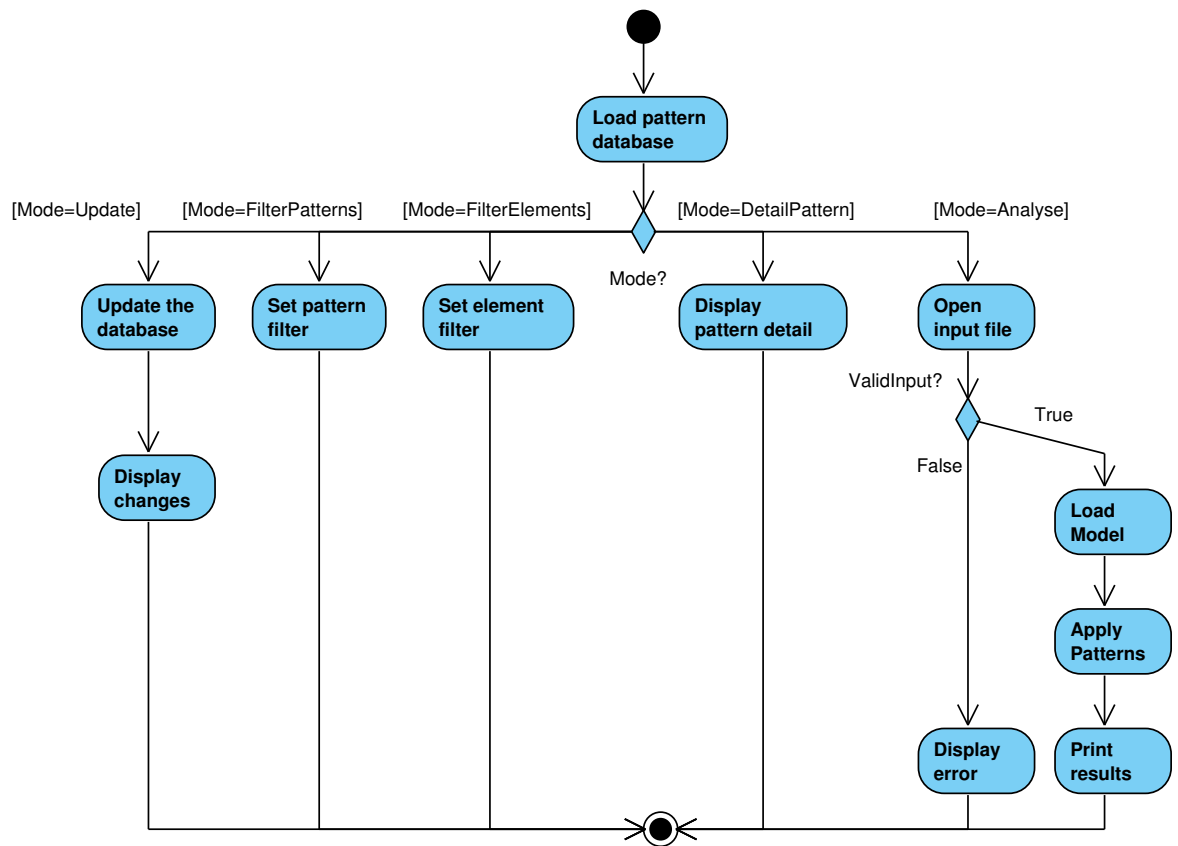 Load pattern
database
[Mode=Update]
[Mode=FilterPatterns]
[Mode=FilterElements]
[Mode=DetailPattern]
[Mode=Analyse]
Mode?
Update the
database
Set pattern
filter
Set element
filter
Display
pattern detail
Open
input file
ValidInput?
True
False
Display
changes
Load
Model
Apply
Patterns
Display
error
Print
results